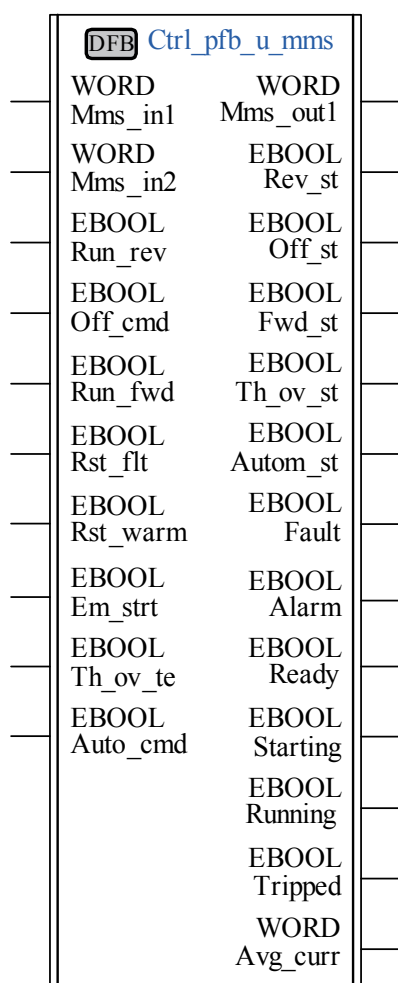 DFB Ctrl_pfb_u_mms
WORD WORD
Mms_in1 Mms_out1
WORD EBOOL
Mms_in2 Rev_st
EBOOL EBOOL
Run_rev Off_st
EBOOL EBOOL
Off_cmd Fwd_st
EBOOL EBOOL
Run_fwd Th_ov_st
EBOOL EBOOL
Rst_flt Autom_st
EBOOL EBOOL
Rst_warm Fault
EBOOL EBOOL
Em_strt Alarm
EBOOL EBOOL
Th_ov_te Ready
EBOOL EBOOL
Auto_cmd Starting
EBOOL
Running
EBOOL
Tripped
WORD
Avg_curr